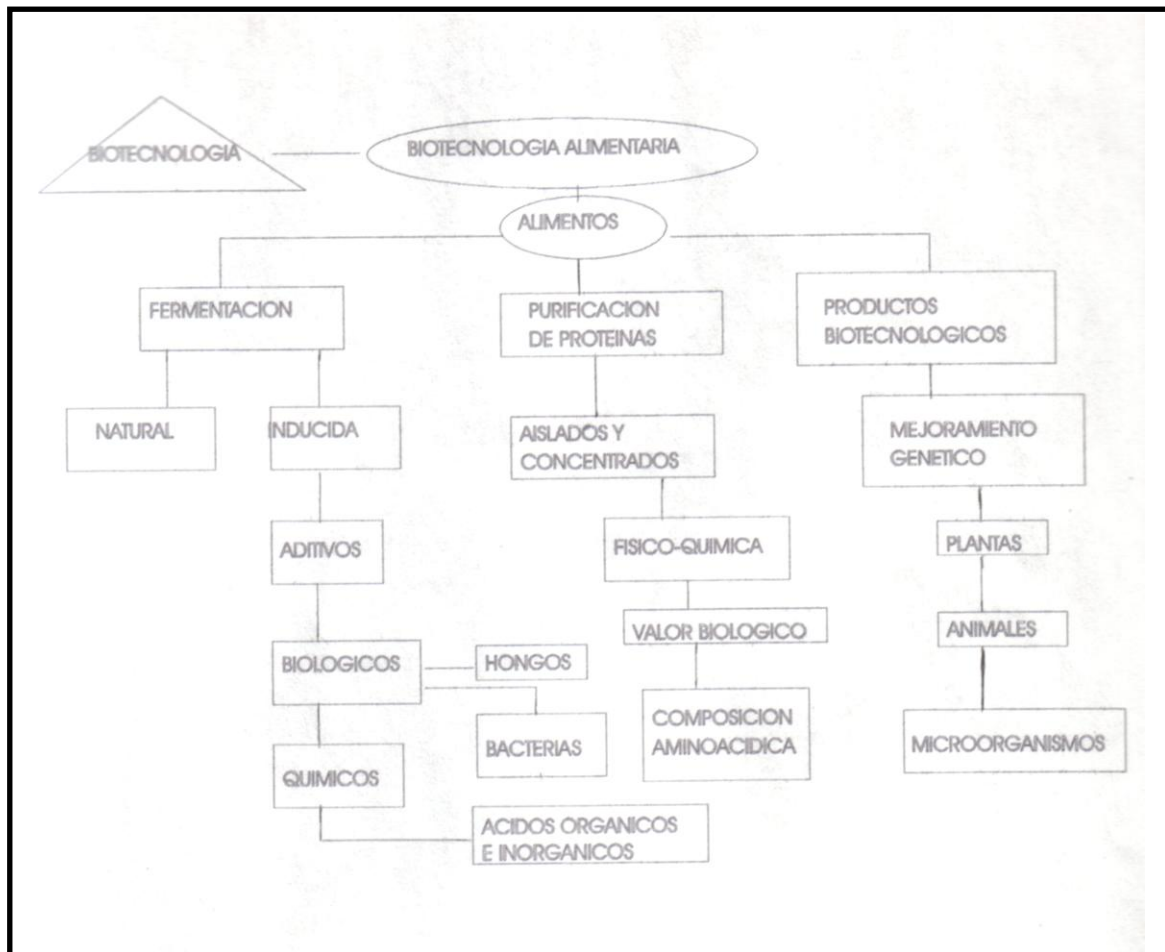 BIOTECNOLOGIA
BIOTECNOLOGIA ALIMENTARIA
ALIMENTOS
FERMENTACION
PURIFICACION
DE PROTEINAS
PRODUCTOS
BIOTECNOLOGICOS
NATURAL
INDUCIDA
AISLADOS Y
CONCENTRADOS
MEJORAMIENTO
GENETICO
ADITIVOS
FISICO-QUIMICA
PLANTAS
BIOLOGICOS
HONGOS
VALOR BIOLOGICO
ANIMALES
BACTERIAS
COMPOSICION
AMINOACIDICA
MICROORGANISMOS
QUIMICOS
ACIDOS ORGANICOS
E INORGANICOS